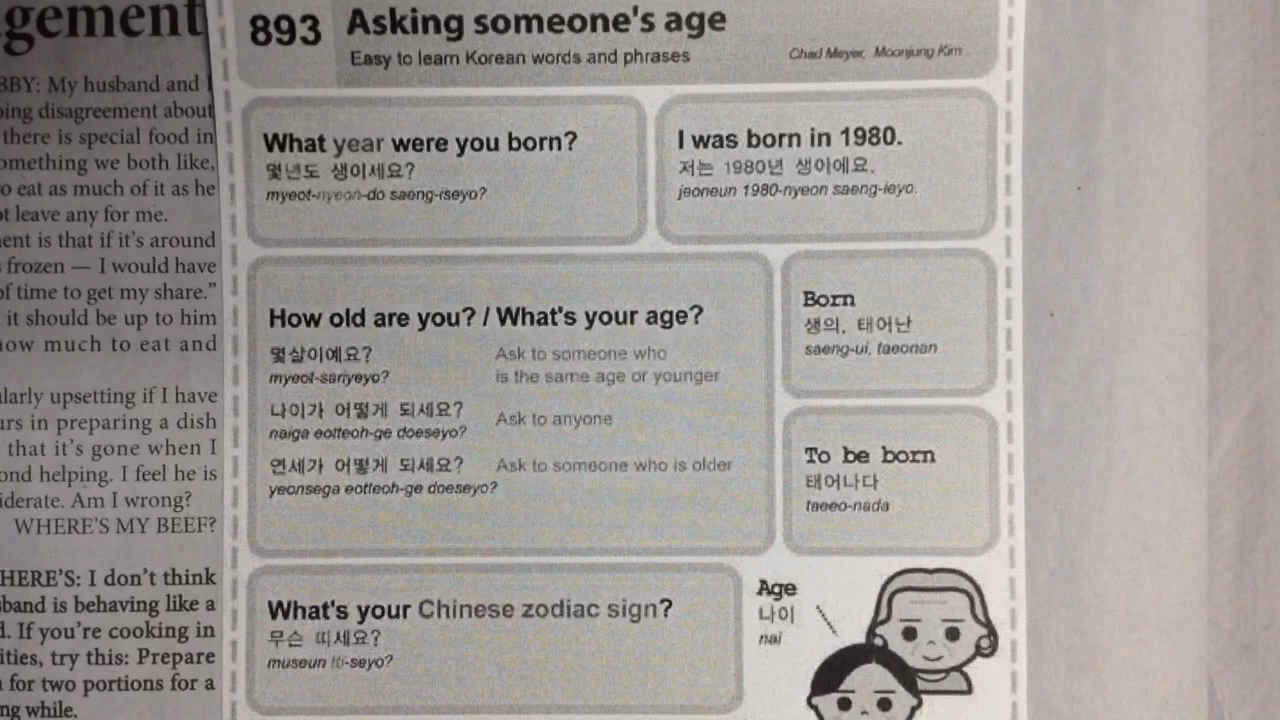 gement
BBY: My husband and I
ing disagreement about
there is special food in
omething we both like,
o eat as much of it as he
t leave any for me.
ent is that if it's around
frozen — I would have
of time to get my share."
it should be up to him
how much to eat and
larly upsetting if I have
urs in preparing a dish
that it's gone when I
ond helping. I feel he is
iderate. Am I wrong?
WHERE'S MY BEEF?
HERE'S: I don't think
sband is behaving like a
d. If you're cooking in
ities, try this: Prepare
for two portions for a
ng while.
893 Asking someone's age
Easy to learn Korean words and phrases
Chad Meyer, Moonjung Kim
What year were you born?
몇년도 생이세요?
myeot-nyeon-do saeng-iseyo?
I was born in 1980.
저는 1980년 생이에요.
jeoneun 1980-nyeon saeng-ieyo.
How old are you? / What's your age?
몇살이예요? Ask to someone who
myeot-sariyeyo? is the same age or younger
나이가 어떻게 되세요? Ask to anyone
naiga eotteoh-ge doeseyo?
연세가 어떻게 되세요? Ask to someone who is older
yeonsega eotteoh-ge doeseyo?
Born
생의, 태어난
saeng-ui, taeonan
To be born
태어나다
taeeo-nada
What's your Chinese zodiac sign?
무슨 띠세요?
museun tti-seyo?
Age
나이
nai